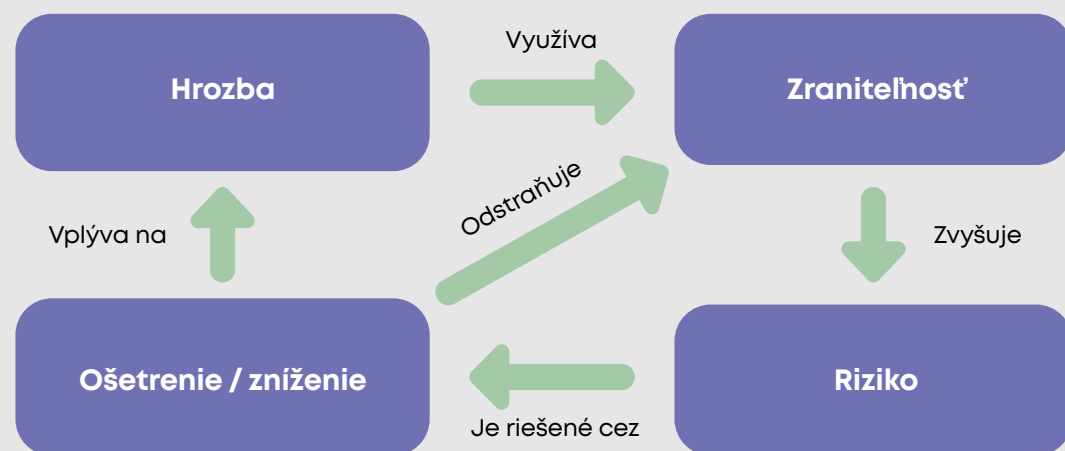 Využíva
Hrozba
Zraniteľnosť
Odstraňuje
Vplýva na
Zvyšuje
Ošetrenie / zníženie
Riziko
Je riešené cez